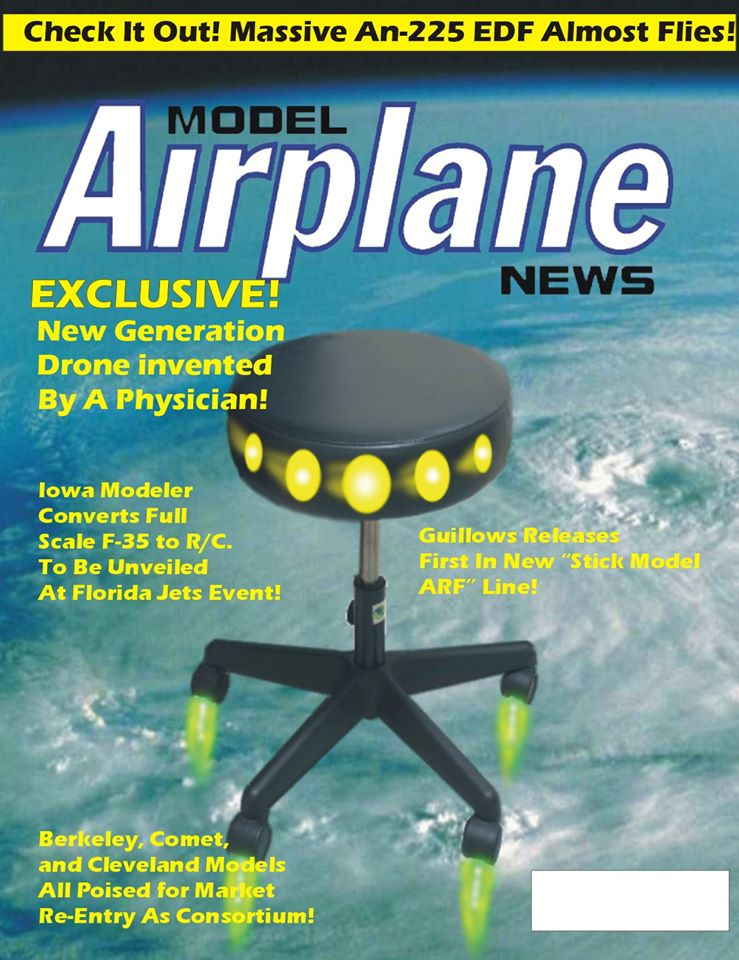 Check It Out! Massive An-225 EDF Almost Flies!
MODEL
Airplane
NEWS
EXCLUSIVE!
New Generation
Drone invented
By A Physician!
Iowa Modeler
Converts Full
Scale F-35 to R/C.
To Be Unveiled
At Florida Jets Event!
Guillows Releases
First In New “Stick Model
ARF” Line!
Berkeley, Comet,
and Cleveland Models
All Poised for Market
Re-Entry As Consortium!